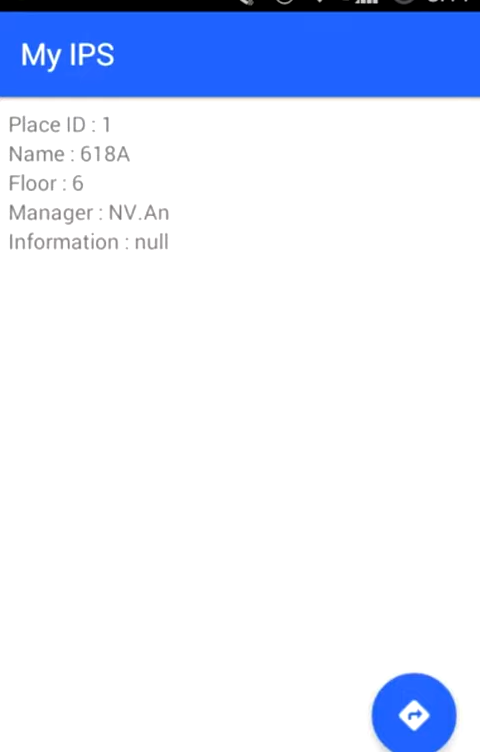 My IPS
Place ID : 1
Name : 618A
Floor : 6
Manager : NV.An
Information : null